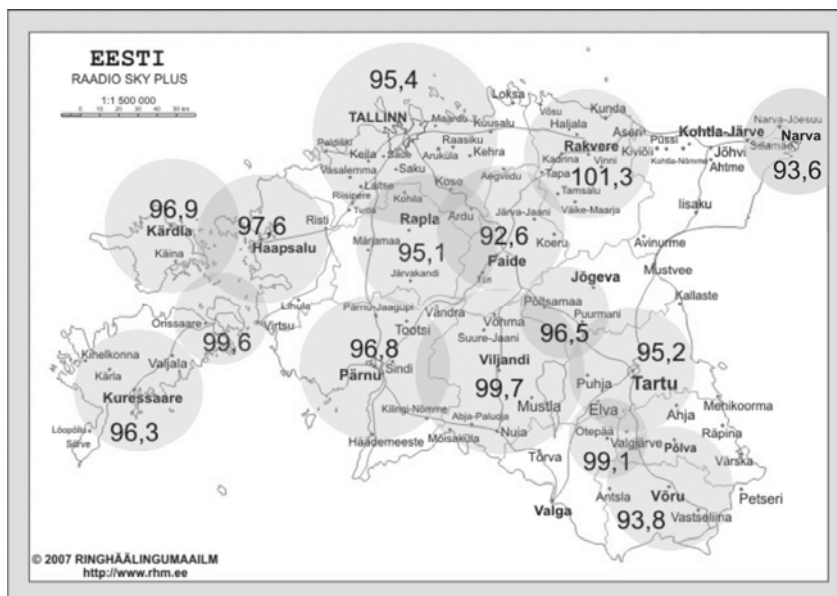 EESTI
RAADIO SKY PLUS
1:1 500 000
95,4
TALLINN
Maardu
Loksa
Kuusalu
Võsu
Kunda
Haljala
Aseri
Rakvere
Kadrina
Vinni
101,3
Tapa
Tamsalu
Väike-Maarja
Kiviõli
Püssi
Kohtla-Järve
Kohtla-Nõmme
Jõhvi
Ahtme
Narva-Jõesuu
Sillamäe
Narva
93,6
Iisaku
Paldiski
Keila
Saue
Saku
Raasiku
Aruküla
Kehra
Aegviidu
Vasalemma
Laitse
Riisipere
Turba
Kohila
Koso
Rapla
Ardu
Järva-Jaani
Märjamaa
95,1
Järvakandi
92,6
Koeru
Paide
Türi
Risti
96,9
Kärdla
Käina
97,6
Haapsalu
Avinurme
Mustvee
Kallaste
Jõgeva
Põltsamaa
Puurmani
96,5
Lihula
Virtsu
Orissaare
99,6
Pärnu-Jaagupi
Vändra
Tootsi
96,8
Sindi
Pärnu
Võhma
Suure-Jaani
Viljandi
99,7
Mustla
95,2
Tartu
Puhja
Elva
Kihelkonna
Kärla
Valjala
Kuressaare
96,3
Lõopõllu
Sõrve
Kilingi-Nõmme
Abja-Paluoja
Nuja
Häädemeeste
Mõisaküla
Tõrva
Otepää
Valgjärve
99,1
Ahja
Mehikoorma
Räpina
Põlva
Värska
Valga
Antsla
Võru
93,8
Vastseliina
Petseri
© 2007 RINGHÄÄLINGUMAAILM
http://www.rhm.ee